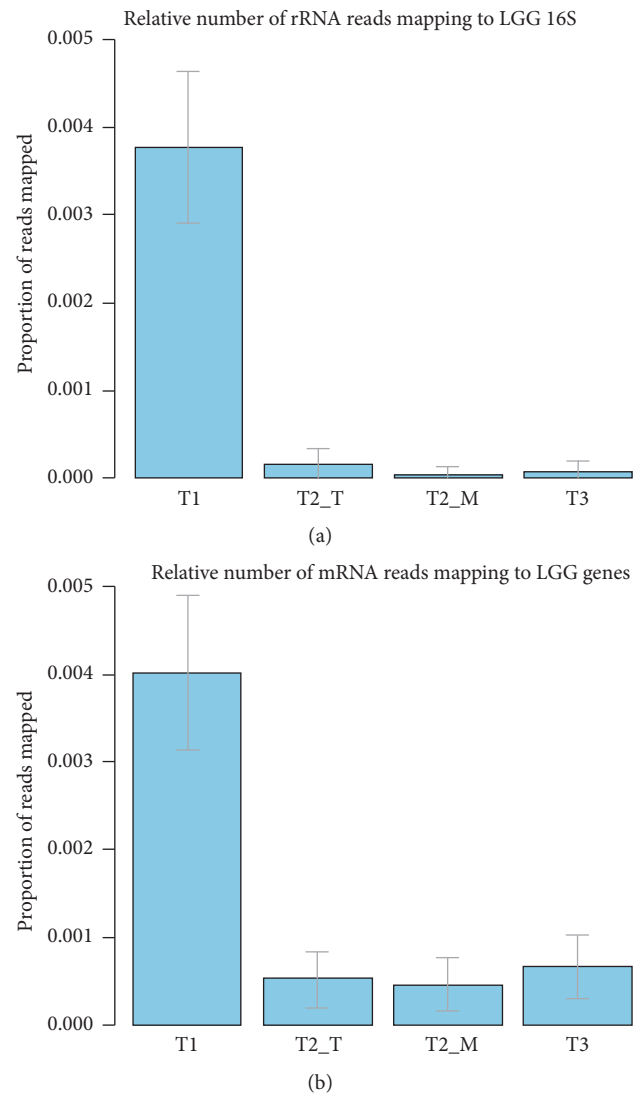 Relative number of rRNA reads mapping to LGG 16S
0.005
0.004
0.003
0.002
0.001
0.000
Proportion of reads mapped
T1 T2_T T2_M T3
(a)
Relative number of mRNA reads mapping to LGG genes
0.005
0.004
0.003
0.002
0.001
0.000
Proportion of reads mapped
T1 T2_T T2_M T3
(b)